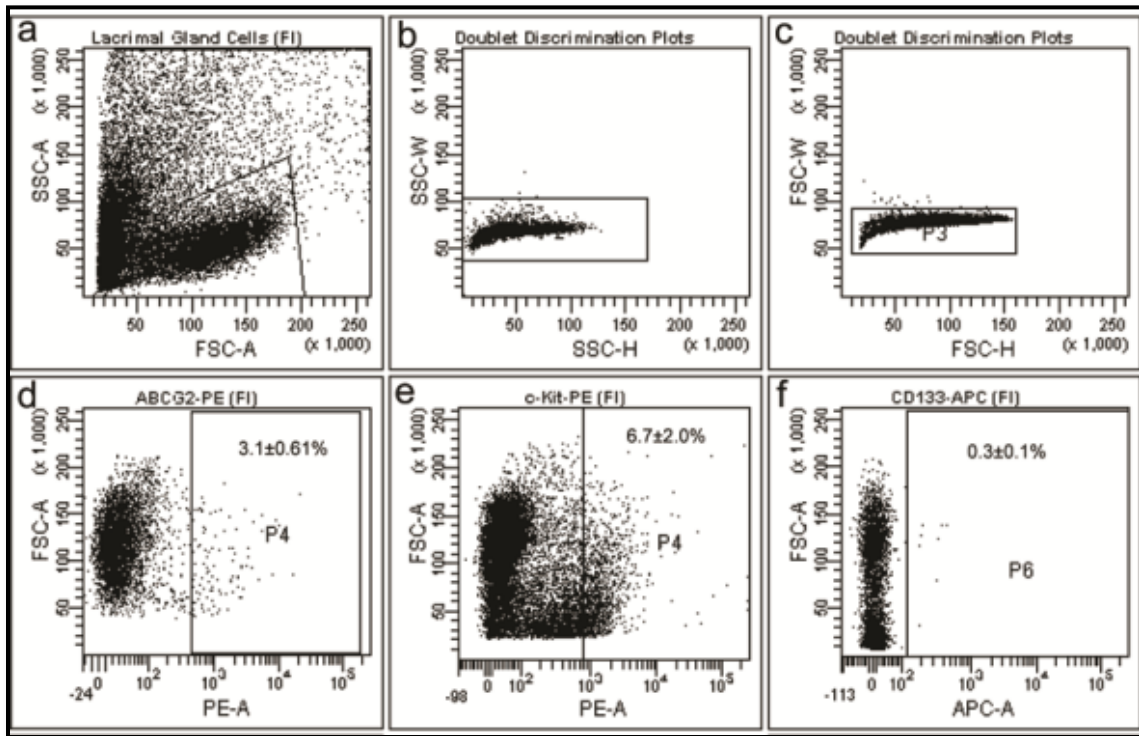 a
Lacrimal Gland Cells (FI)
SSC-A
(x 1,000)
250
200
150
100
50
50 100 150 200 250
FSC-A
(x 1,000)
b
Doublet Discrimination Plots
SSC-W
(x 1,000)
250
200
150
100
50
50 100 150 200 250
SSC-H
(x 1,000)
c
Doublet Discrimination Plots
FSC-W
(x 1,000)
250
200
150
100
50
P3
50 100 150 200 250
FSC-H
(x 1,000)
d
ABCG2-PE (FI)
FSC-A
(x 1,000)
250
200
150
100
50
3.1±0.61%
P4
-24 0 10² 10³ 10⁴ 10⁵
PE-A
e
c-Kit-PE (FI)
FSC-A
(x 1,000)
250
200
150
100
50
6.7±2.0%
P4
-98 0 10² 10³ 10⁴ 10⁵
PE-A
f
CD133-APC (FI)
FSC-A
(x 1,000)
250
200
150
100
50
0.3±0.1%
P6
-113 0 10² 10³ 10⁴ 10⁵
APC-A